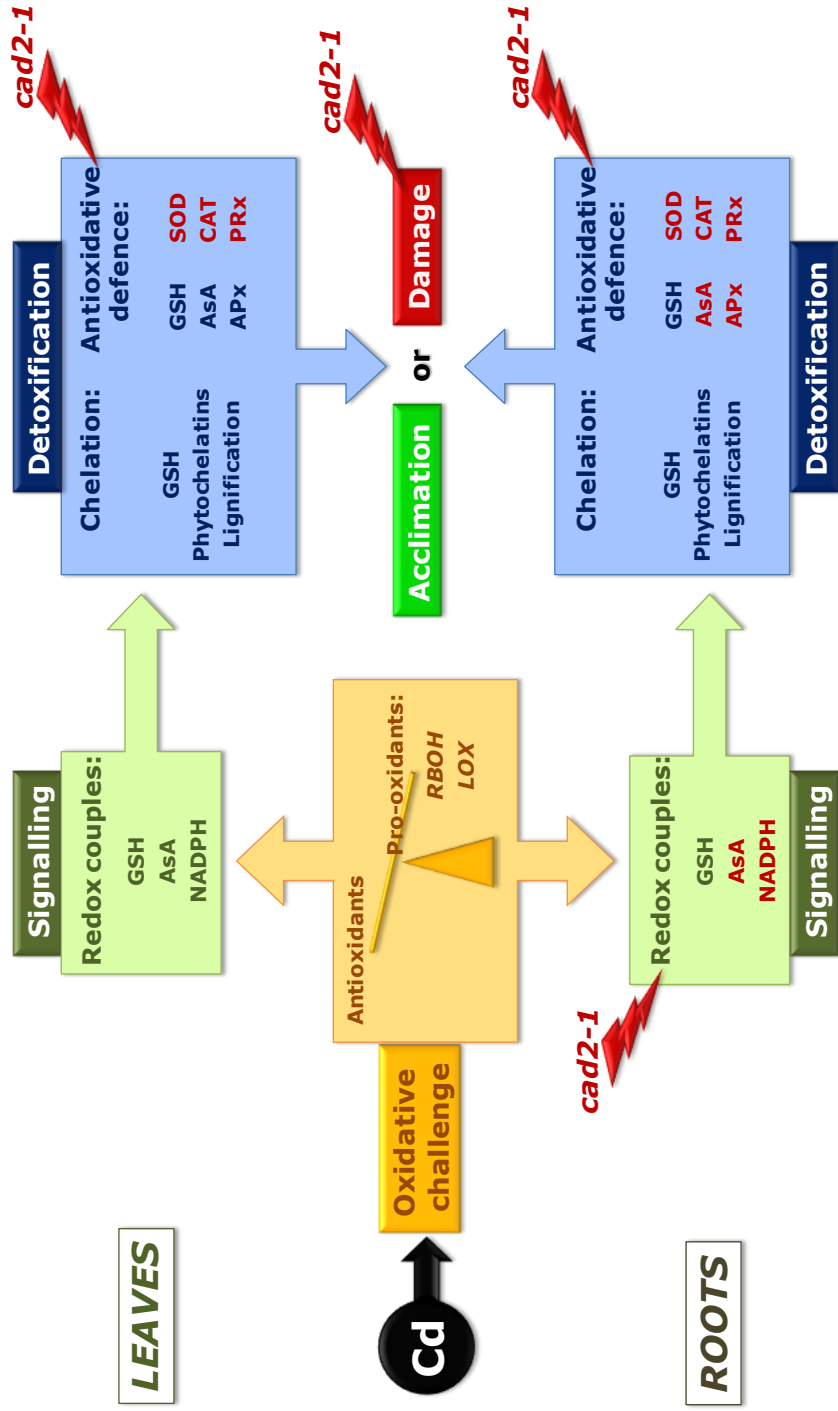 LEAVES
Signalling
Redox couples:
GSH
AsA
NADPH
Detoxification
Chelation:
GSH
Phytochelatins
Lignification
Antioxidative
defence:
GSH
AsA
APx
SOD
CAT
PRx
cad2-1
Cd
Oxidative
challenge
Antioxidants
Pro-oxidants:
RBOH
LOX
Acclimation
or
Damage
cad2-1
ROOTS
cad2-1
Redox couples:
GSH
AsA
NADPH
Signalling
Chelation:
GSH
Phytochelatins
Lignification
Antioxidative
defence:
GSH
AsA
APx
SOD
CAT
PRx
cad2-1
Detoxification